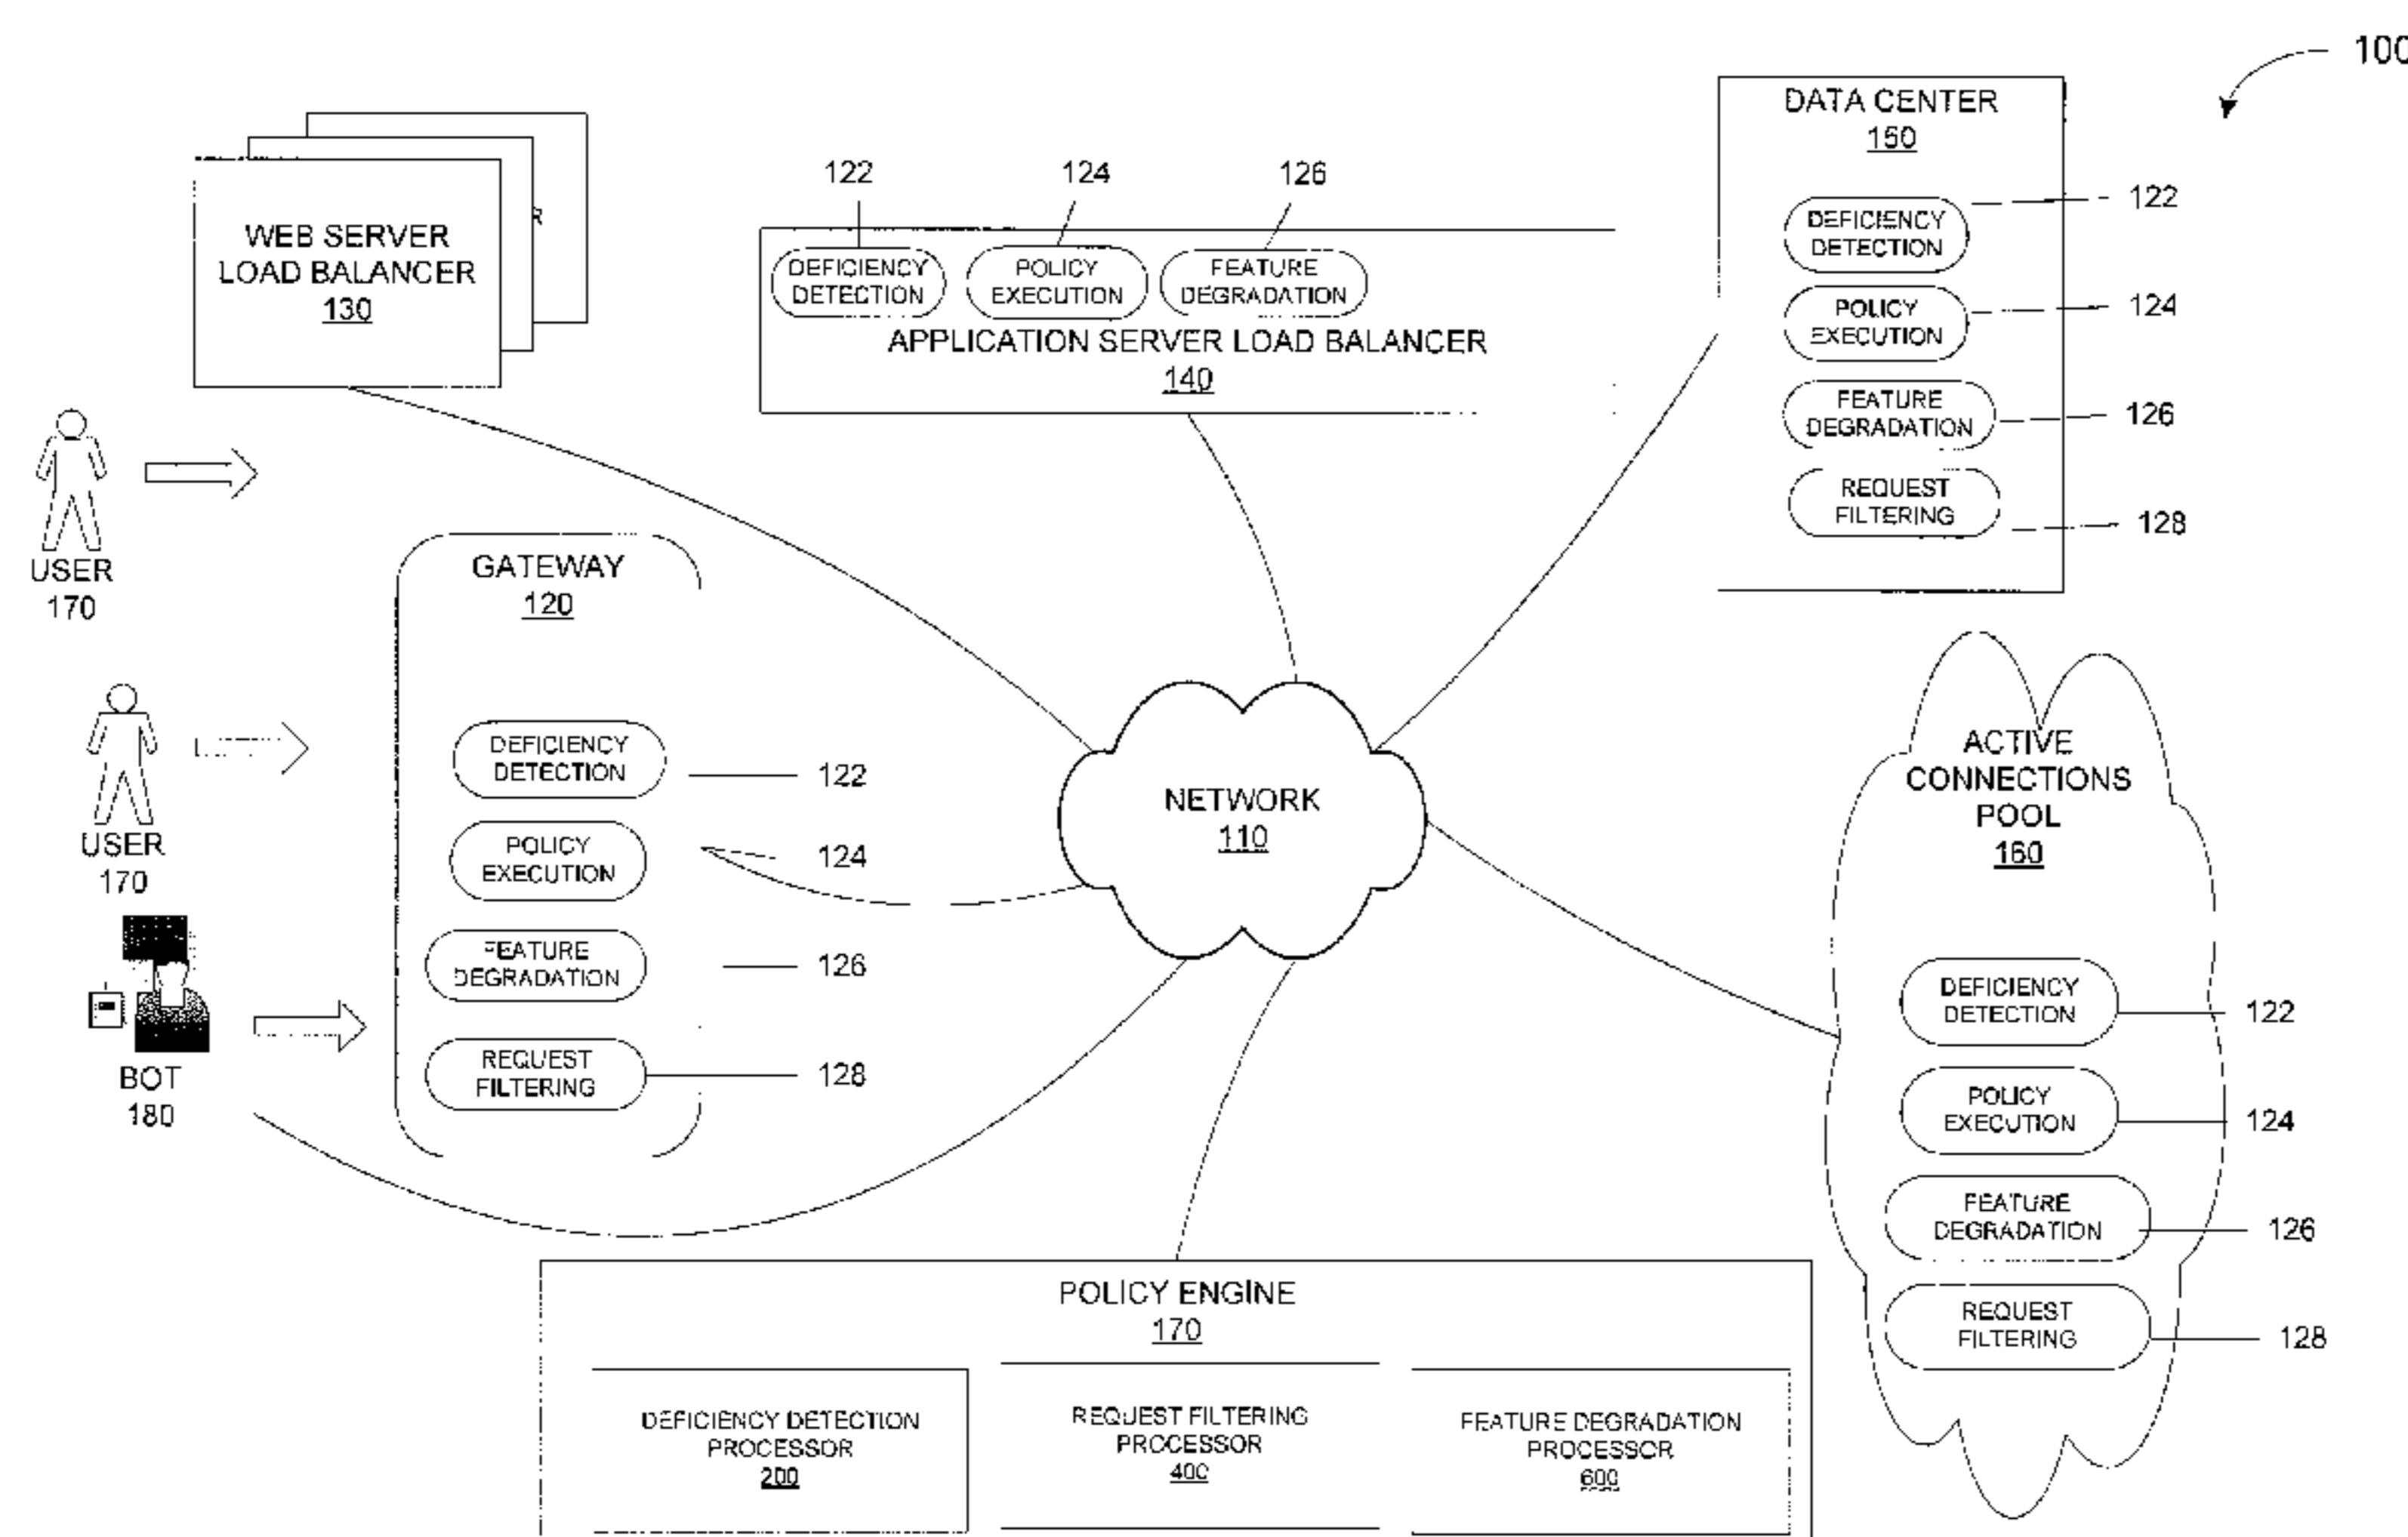 100
DATA CENTER
150
122
DEFICIENCY
DETECTION
124
POLICY
EXECUTION
126
FEATURE
DEGRADATION
REQUEST
FILTERING
128
122
124
126
DEFICIENCY
DETECTION
POLICY
EXECUTION
FEATURE
DEGRADATION
APPLICATION SERVER LOAD BALANCER
140
R
WEB SERVER
LOAD BALANCER
130
USER
170
USER
170
BOT
180
GATEWAY
120
DEFICIENCY
DETECTION
122
POLICY
EXECUTION
124
FEATURE
DEGRADATION
126
REQUEST
FILTERING
128
NETWORK
110
ACTIVE
CONNECTIONS
POOL
160
DEFICIENCY
DETECTION
122
POLICY
EXECUTION
124
FEATURE
DEGRADATION
126
REQUEST
FILTERING
128
POLICY ENGINE
170
DEFICIENCY DETECTION
PROCESSOR
200
REQUEST FILTERING
PROCESSOR
400
FEATURE DEGRADATION
PROCESSOR
600